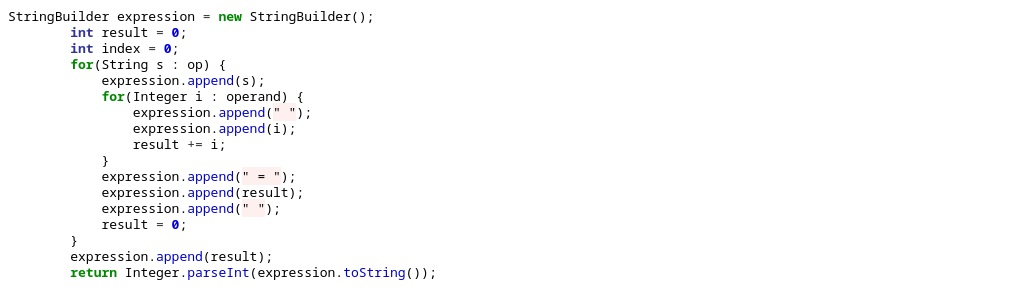 StringBuilder expression = new StringBuilder();
        int result = 0;
        int index = 0;
        for(String s : op) {
            expression.append(s);
            for(Integer i : operand) {
                expression.append(" ");
                expression.append(i);
                result += i;
            }
            expression.append(" = ");
            expression.append(result);
            expression.append(" ");
            result = 0;
        }
        expression.append(result);
        return Integer.parseInt(expression.toString());